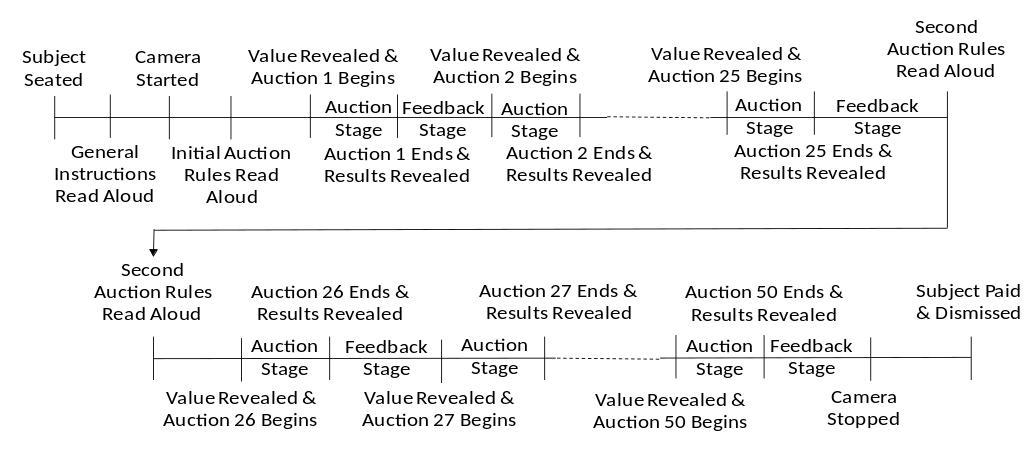 Second
Auction Rules
Read Aloud
Subject
Seated
Camera
Started
Value Revealed &
Auction 1 Begins
Value Revealed &
Auction 2 Begins
Value Revealed &
Auction 25 Begins
Auction
Stage
Feedback
Stage
Auction
Stage
Auction
Stage
Feedback
Stage
General
Instructions
Read Aloud
Initial Auction
Rules Read
Aloud
Auction 1 Ends &
Results Revealed
Auction 2 Ends &
Results Revealed
Auction 25 Ends &
Results Revealed
Second
Auction Rules
Read Aloud
Auction 26 Ends &
Results Revealed
Auction 27 Ends &
Results Revealed
Auction 50 Ends &
Results Revealed
Subject Paid
& Dismissed
Auction
Stage
Feedback
Stage
Auction
Stage
Auction
Stage
Feedback
Stage
Value Revealed &
Auction 26 Begins
Value Revealed &
Auction 27 Begins
Value Revealed &
Auction 50 Begins
Camera
Stopped